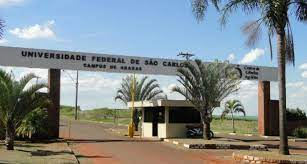 UNIVERSIDADE FEDERAL DE SÃO CARLOS
CAMPUS DE ARARAS